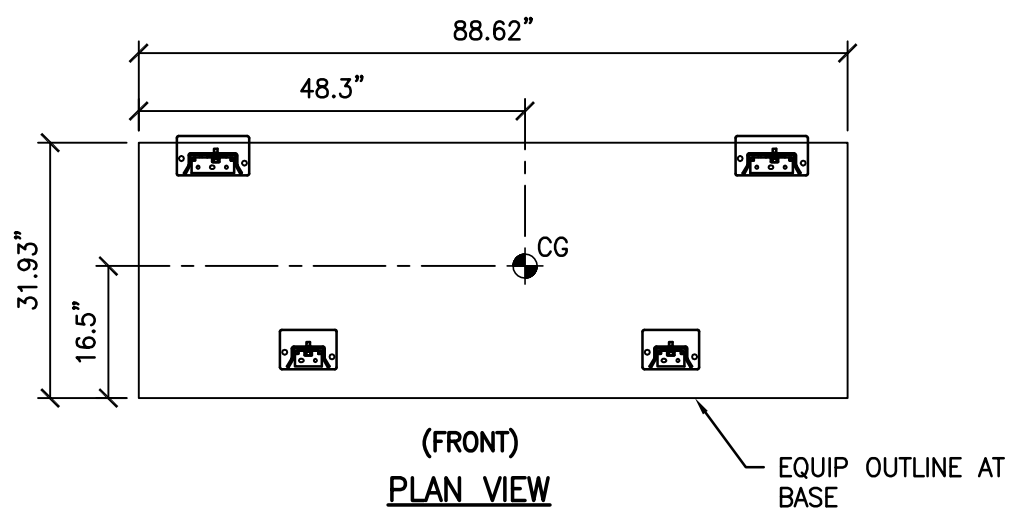 88.62”
48.3”
CG
31.93”
16.5”
(FRONT)
PLAN VIEW
EQUIP OUTLINE AT
BASE